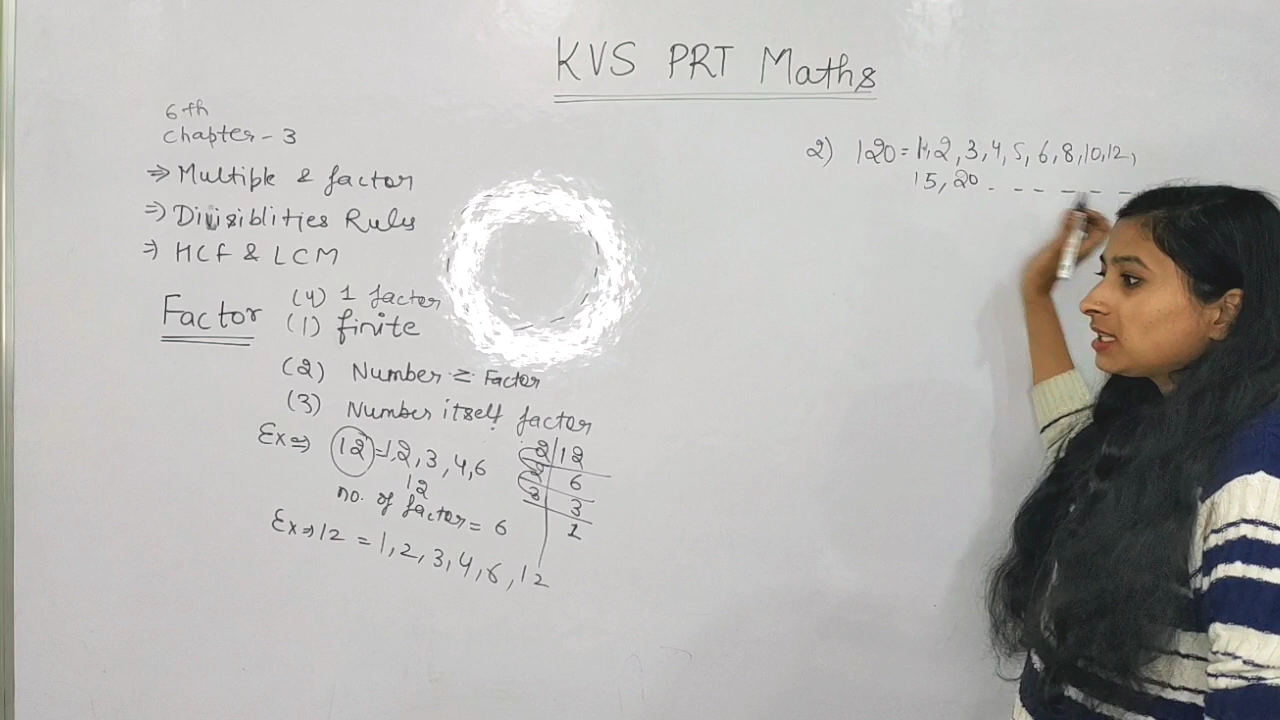 KVS PRT Maths
6th
Chapter - 3
⇒ Multiple & factor
⇒ Divisiblities Rules
⇒ HCF & LCM
Factor
(4) 1 factor
(1) finite
(2) Number ≥ Factor
(3) Number itself factor
Ex ⇒ 12 = 1,2,3,4,6
12
no. of factor = 6
Ex ⇒ 12 = 1,2,3,4,6,12
2 | 12
2 | 6
3 | 3
1
2) 120 = 1,2,3,4,5,6,8,10,12,
15,20 - - - - - -